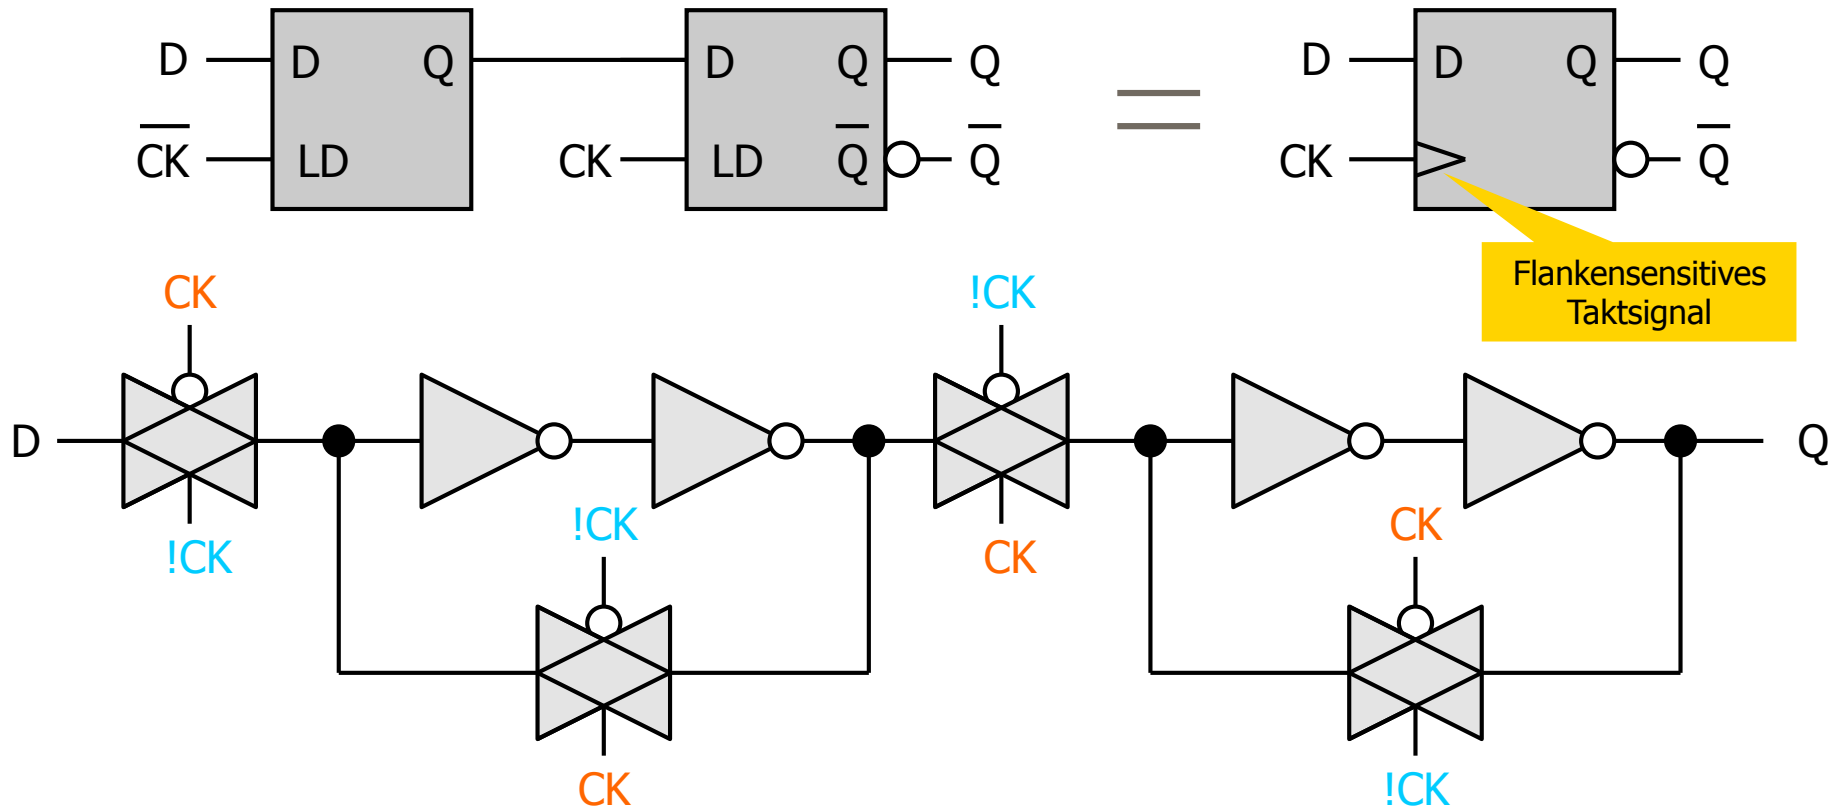 D D Q D Q Q D D Q Q
C̅K̅ LD CK LD Q̅ Q̅ CK Q̅
Flankensensitives
Taktsignal
CK !CK
D Q
!CK !CK CK CK
CK !CK